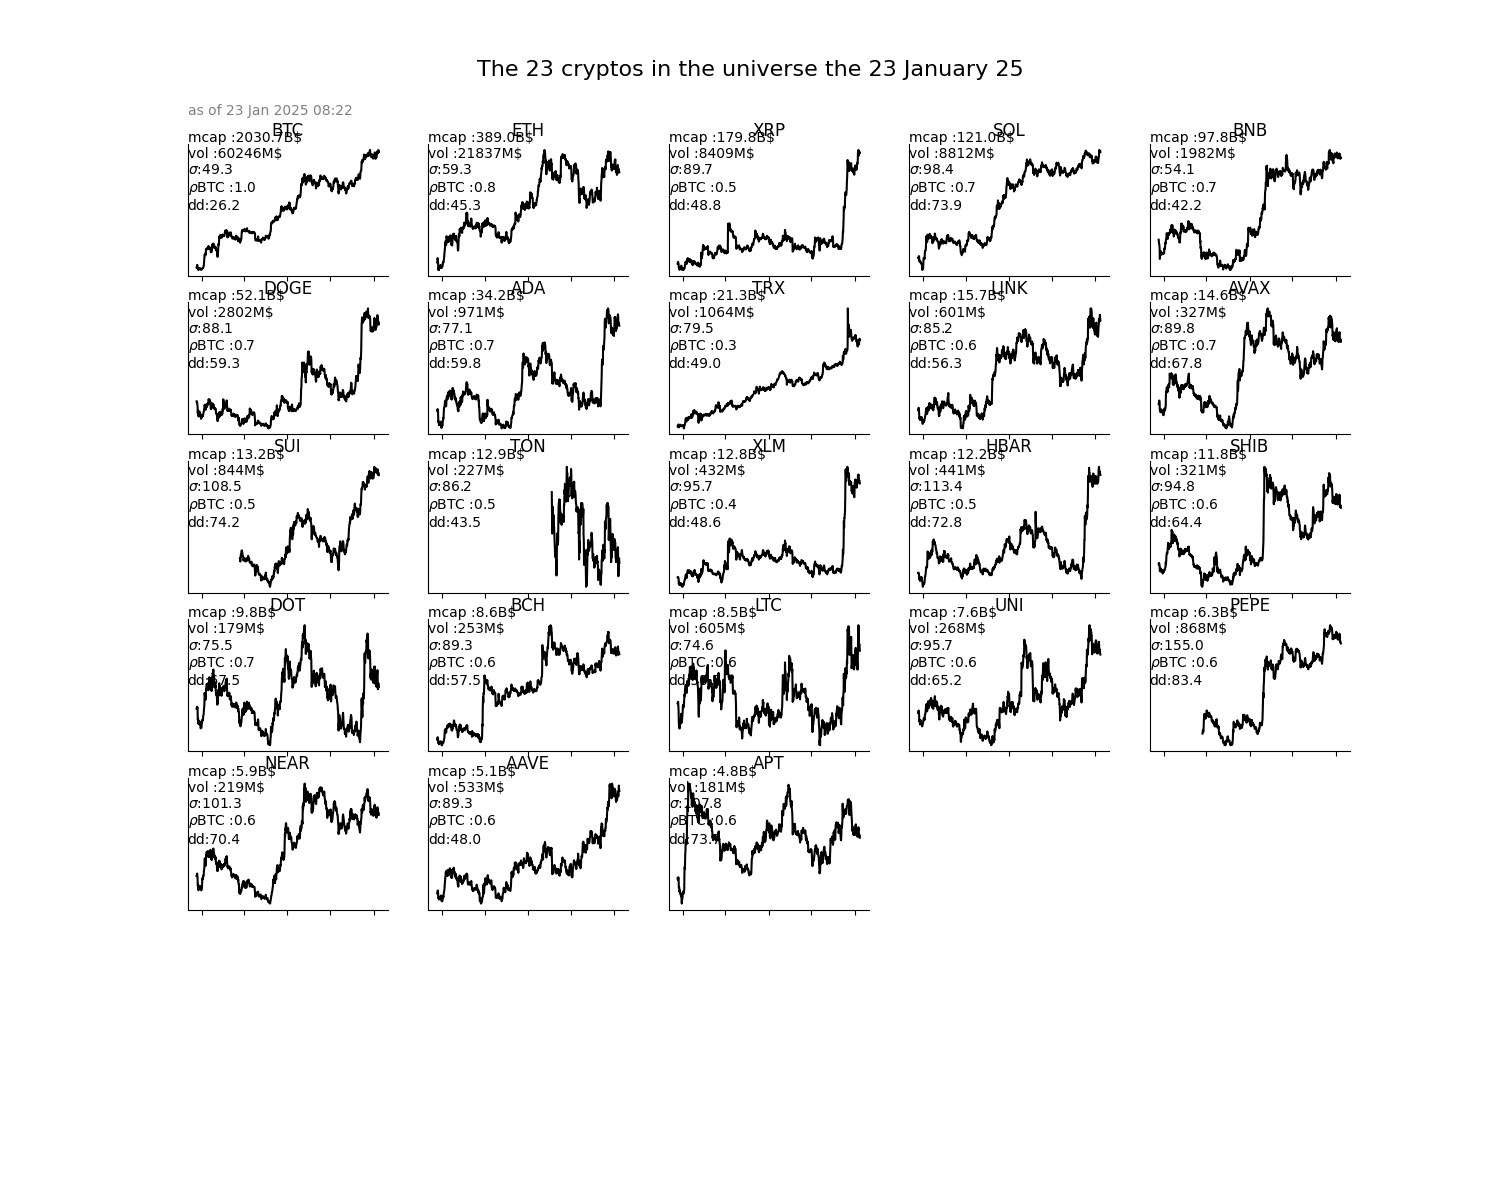 The 23 cryptos in the universe the 23 January 25
as of 23 Jan 2025 08:22
BTC
mcap :2030.7B$
vol :60246M$
σ:49.3
ρBTC :1.0
dd:26.2
ETH
mcap :389.0B$
vol :21837M$
σ:59.3
ρBTC :0.8
dd:45.3
XRP
mcap :179.8B$
vol :8409M$
σ:89.7
ρBTC :0.5
dd:48.8
SOL
mcap :121.0B$
vol :8812M$
σ:98.4
ρBTC :0.7
dd:73.9
BNB
mcap :97.8B$
vol :1982M$
σ:54.1
ρBTC :0.7
dd:42.2
DOGE
mcap :52.1B$
vol :2802M$
σ:88.1
ρBTC :0.7
dd:59.3
ADA
mcap :34.2B$
vol :971M$
σ:77.1
ρBTC :0.7
dd:59.8
TRX
mcap :21.3B$
vol :1064M$
σ:79.5
ρBTC :0.3
dd:49.0
LINK
mcap :15.7B$
vol :601M$
σ:85.2
ρBTC :0.6
dd:56.3
AVAX
mcap :14.6B$
vol :327M$
σ:89.8
ρBTC :0.7
dd:67.8
SUI
mcap :13.2B$
vol :844M$
σ:108.5
ρBTC :0.5
dd:74.2
TON
mcap :12.9B$
vol :227M$
σ:86.2
ρBTC :0.5
dd:43.5
XLM
mcap :12.8B$
vol :432M$
σ:95.7
ρBTC :0.4
dd:48.6
HBAR
mcap :12.2B$
vol :441M$
σ:113.4
ρBTC :0.5
dd:72.8
SHIB
mcap :11.8B$
vol :321M$
σ:94.8
ρBTC :0.6
dd:64.4
DOT
mcap :9.8B$
vol :179M$
σ:75.5
ρBTC :0.7
BCH
mcap :8.6B$
vol :253M$
σ:89.3
ρBTC :0.6
dd:57.5
LTC
mcap :8.5B$
vol :605M$
σ:74.6
ρBTC :0.6
UNI
mcap :7.6B$
vol :268M$
σ:95.7
ρBTC :0.6
dd:65.2
PEPE
mcap :6.3B$
vol :868M$
σ:155.0
ρBTC :0.6
dd:83.4
NEAR
mcap :5.9B$
vol :219M$
σ:101.3
ρBTC :0.6
dd:70.4
AAVE
mcap :5.1B$
vol :533M$
σ:89.3
ρBTC :0.6
dd:48.0
APT
mcap :4.8B$
vol :181M$
σ:107.8
ρBTC :0.6